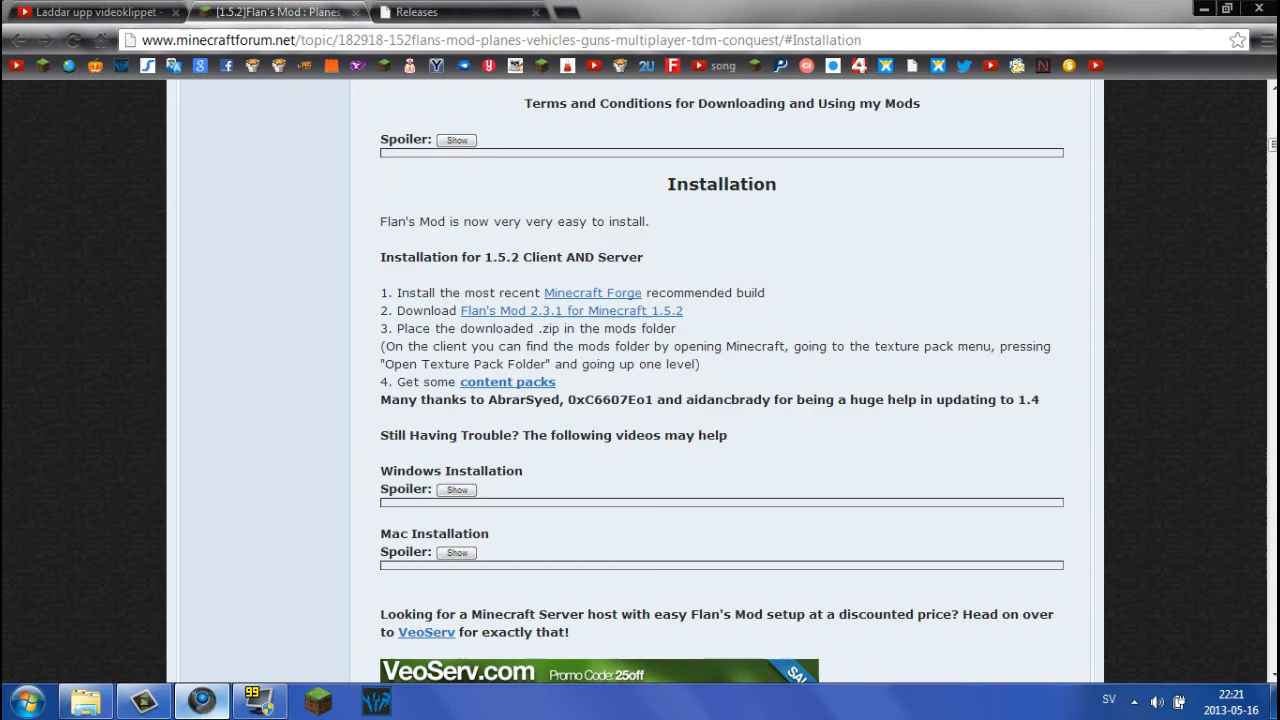 Laddar upp videoklippet -
[1.5.2]Flan's Mod : Planes,
Releases
www.minecraftforum.net/topic/182918-152flans-mod-planes-vehicles-guns-multiplayer-tdm-conquest/#Installation
song
Terms and Conditions for Downloading and Using my Mods
Spoiler: Show
Installation
Flan's Mod is now very very easy to install.
Installation for 1.5.2 Client AND Server
1. Install the most recent Minecraft Forge recommended build
2. Download Flan's Mod 2.3.1 for Minecraft 1.5.2
3. Place the downloaded .zip in the mods folder
(On the client you can find the mods folder by opening Minecraft, going to the texture pack menu, pressing
"Open Texture Pack Folder" and going up one level)
4. Get some content packs
Many thanks to AbrarSyed, 0xC6607Eo1 and aidancbrady for being a huge help in updating to 1.4
Still Having Trouble? The following videos may help
Windows Installation
Spoiler: Show
Mac Installation
Spoiler: Show
Looking for a Minecraft Server host with easy Flan's Mod setup at a discounted price? Head on over
to VeoServ for exactly that!
VeoServ.com Promo Code: 25off
99
SV
22:21
2013-05-16